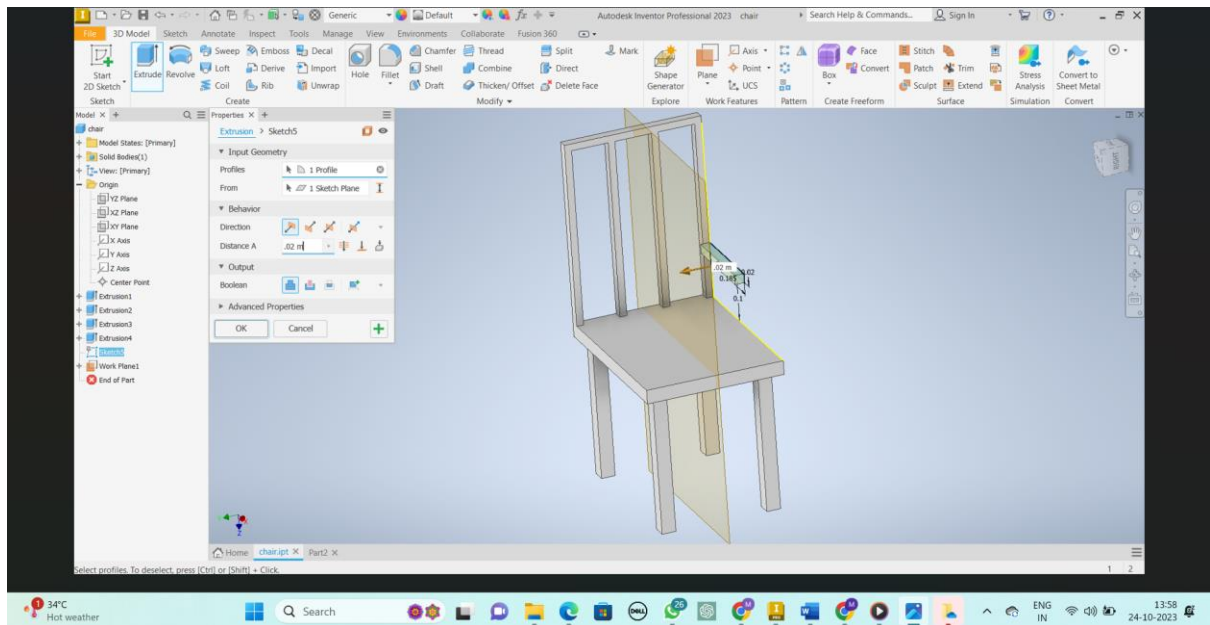 Generic
Default
Autodesk Inventor Professional 2023 chair
Search Help & Commands...
Sign In
File 3D Model Sketch Annotate Inspect Tools Manage View Environments Collaborate Fusion 360
Start
2D Sketch
Extrude
Revolve
Sweep
Emboss
Decal
Loft
Derive
Import
Coil
Rib
Unwrap
Hole
Fillet
Chamfer
Thread
Split
Mark
Shell
Combine
Direct
Draft
Thicken/ Offset
Delete Face
Shape
Generator
Plane
Axis
Point
UCS
Box
Face
Convert
Stitch
Patch
Trim
Sculpt
Extend
Stress
Analysis
Convert to
Sheet Metal
Sketch
Create
Modify
Explore
Work Features
Pattern
Create Freeform
Surface
Simulation
Convert
Model
chair
Model States: [Primary]
Solid Bodies(1)
View: [Primary]
Origin
YZ Plane
XZ Plane
XY Plane
X Axis
Y Axis
Z Axis
Center Point
Extrusion1
Extrusion2
Extrusion3
Extrusion4
Sketch5
Work Plane1
End of Part
Properties
Extrusion > Sketch5
Input Geometry
Profiles 1 Profile
From 1 Sketch Plane
Behavior
Direction
Distance A .02 m
Output
Boolean
Advanced Properties
OK Cancel
.02 m
0.02
0.185
0.1
RIGHT
Z
Home chair.ipt Part2
Select profiles. To deselect, press [Ctrl] or [Shift] + Click.
1 2
1
34°C
Hot weather
Search
DELL
26
ENG
IN
13:58
24-10-2023